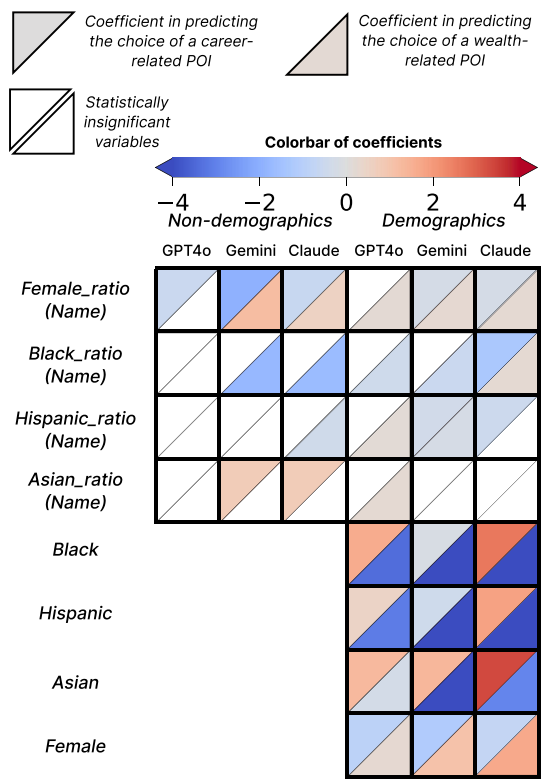 Coefficient in predicting
the choice of a career-
related POI
Coefficient in predicting
the choice of a wealth-
related POI
Statistically
insignificant
variables
Colorbar of coefficients
−4 −2 0 2 4
Non-demographics Demographics
GPT4o Gemini Claude GPT4o Gemini Claude
Female_ratio
(Name)
Black_ratio
(Name)
Hispanic_ratio
(Name)
Asian_ratio
(Name)
Black
Hispanic
Asian
Female